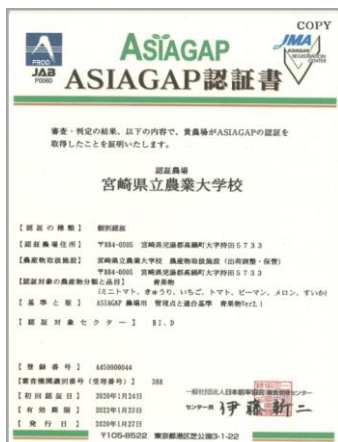 COPY
PROD
JAB
P0060
ASIAGAP
JMA
ASIAGAP
REGISTRATION
CENTER
ASIAGAP認証書
審査・判定の結果、以下の内容で、貴農場がASIAGAPの認証を
取得したことを証明いたします。
認証農場
宮崎県立農業大学校
【認証の種類】 個別認証
【認証農場住所】 〒884-0005 宮崎県児湯郡高鍋町大字持田5733
【農産物取扱施設】 宮崎県立農業大学校 農産物取扱施設(出荷調整・保管)
〒884-0005 宮崎県児湯郡高鍋町大字持田5733
【認証対象の農産物分類と品目】 青果物
(ミニトマト、きゅうり、いちご、トマト、ピーマン、メロン、すいか)
【基準と版】 ASIAGAP 農場用 管理点と適合基準 青果物Ver2.1
【認証対象セクター】 BI.D
【登録番号】 A450000044
【審査機関識別番号(受理番号)】 388
【初回認証日】 2020年1月24日
【有効期限】 2022年1月23日
【発行日】 2020年1月27日
一般社団法人日本能率協会 審査登録センター
センター長 伊藤新二
〒105-8522 東京都港区芝公園3-1-22